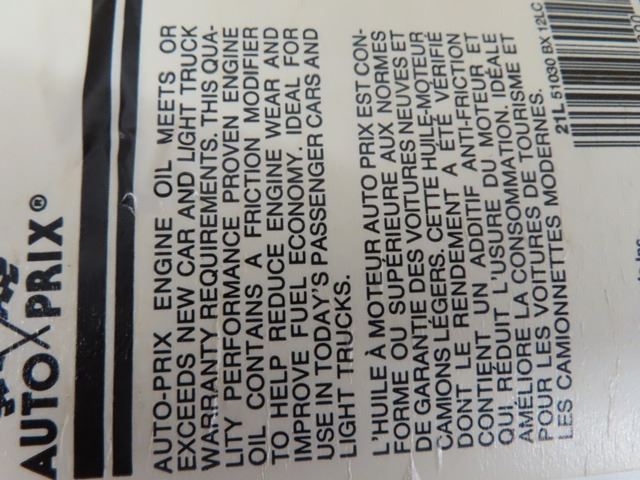 AUTO PRIX®
AUTO-PRIX ENGINE OIL MEETS OR
EXCEEDS NEW CAR AND LIGHT TRUCK
WARRANTY REQUIREMENTS. THIS QUA-
LITY PERFORMANCE PROVEN ENGINE
OIL CONTAINS A FRICTION MODIFIER
TO HELP REDUCE ENGINE WEAR AND
IMPROVE FUEL ECONOMY. IDEAL FOR
USE IN TODAY'S PASSENGER CARS AND
LIGHT TRUCKS.
L'HUILE À MOTEUR AUTO PRIX EST CON-
FORME OU SUPÉRIEURE AUX NORMES
DE GARANTIE DES VOITURES NEUVES ET
CAMIONS LÉGERS. CETTE HUILE-MOTEUR
DONT LE RENDEMENT A ÉTÉ VÉRIFIÉ
CONTIENT UN ADDITIF ANTI-FRICTION
QUI RÉDUIT L'USURE DU MOTEUR ET
AMÉLIORE LA CONSOMMATION, IDÉALE
POUR LES VOITURES DE TOURISME ET
LES CAMIONNETTES MODERNES.
21L 51030 BX 12LC